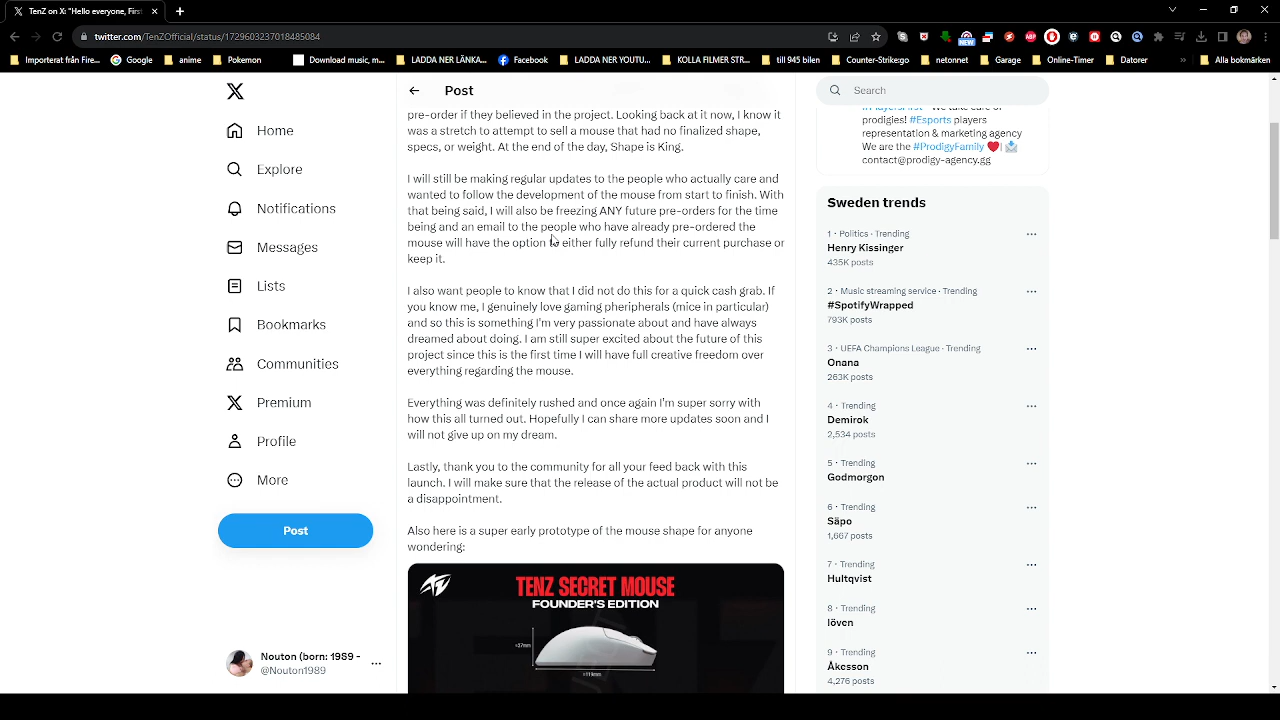 TenZ on X: "Hello everyone, First
twitter.com/TenZOfficial/status/1729603237018485084
NEW
ABP
Importerat från Fire...
Google
anime
Pokemon
Download music, m...
LADDA NER LÄNKA...
Facebook
LADDA NER YOUTU...
KOLLA FILMER STR...
till 945 bilen
Counter-Strike:go
netonnet
Garage
Online-Timer
Datorer
»
Alla bokmärken
Home
Explore
Notifications
Messages
Lists
Bookmarks
Communities
Premium
Profile
More
Post
Nouton (born: 1989 -
@Nouton1989
Post
pre-order if they believed in the project. Looking back at it now, I know it
was a stretch to attempt to sell a mouse that had no finalized shape,
specs, or weight. At the end of the day, Shape is King.
I will still be making regular updates to the people who actually care and
wanted to follow the development of the mouse from start to finish. With
that being said, I will also be freezing ANY future pre-orders for the time
being and an email to the people who have already pre-ordered the
mouse will have the option to either fully refund their current purchase or
keep it.
I also want people to know that I did not do this for a quick cash grab. If
you know me, I genuinely love gaming pheripherals (mice in particular)
and so this is something I'm very passionate about and have always
dreamed about doing. I am still super excited about the future of this
project since this is the first time I will have full creative freedom over
everything regarding the mouse.
Everything was definitely rushed and once again I'm super sorry with
how this all turned out. Hopefully I can share more updates soon and I
will not give up on my dream.
Lastly, thank you to the community for all your feed back with this
launch. I will make sure that the release of the actual product will not be
a disappointment.
Also here is a super early prototype of the mouse shape for anyone
wondering:
TENZ SECRET MOUSE
FOUNDER'S EDITION
Search
#PlayersFirst - We take care of
prodigies! #Esports players
representation & marketing agency
We are the #ProdigyFamily ❤️| 📩
contact@prodigy-agency.gg
Sweden trends
1 · Politics · Trending
Henry Kissinger
435K posts
2 · Music streaming service · Trending
#SpotifyWrapped
793K posts
3 · UEFA Champions League · Trending
Onana
263K posts
4 · Trending
Demirok
2,534 posts
5 · Trending
Godmorgon
6 · Trending
Säpo
1,667 posts
7 · Trending
Hultqvist
8 · Trending
löven
9 · Trending
Åkesson
4,276 posts